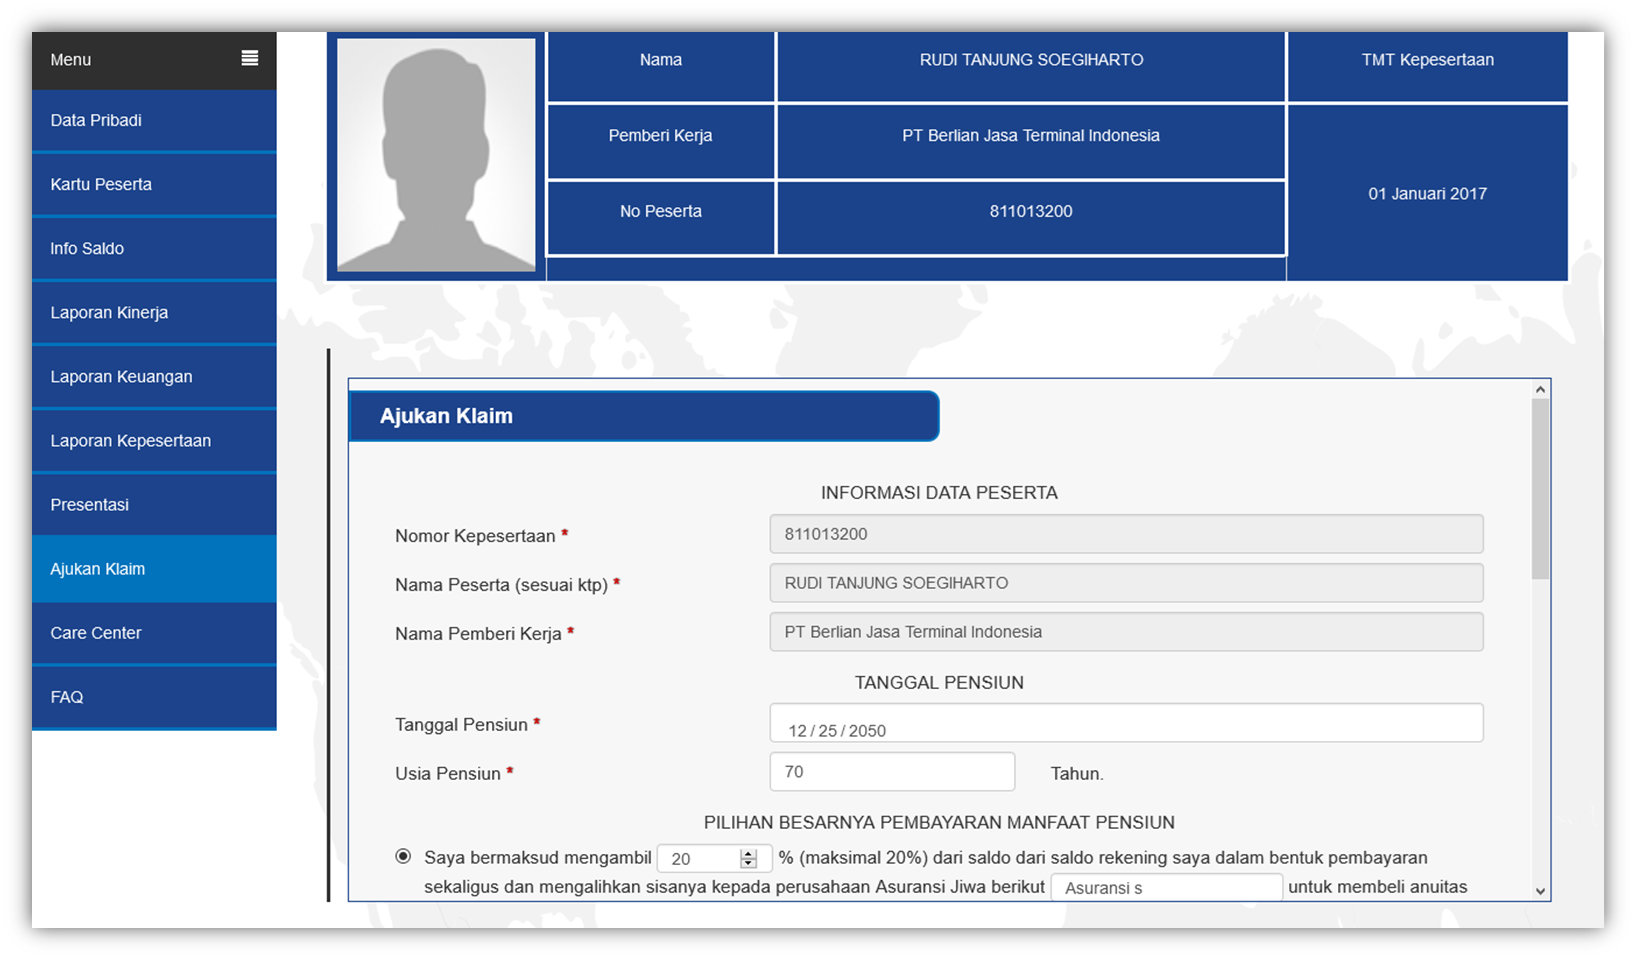 Menu
Data Pribadi
Kartu Peserta
Info Saldo
Laporan Kinerja
Laporan Keuangan
Laporan Kepesertaan
Presentasi
Ajukan Klaim
Care Center
FAQ
Nama RUDI TANJUNG SOEGIHARTO TMT Kepesertaan
Pemberi Kerja PT Berlian Jasa Terminal Indonesia
01 Januari 2017
No Peserta 811013200
Ajukan Klaim
INFORMASI DATA PESERTA
Nomor Kepesertaan * 811013200
Nama Peserta (sesuai ktp) * RUDI TANJUNG SOEGIHARTO
Nama Pemberi Kerja * PT Berlian Jasa Terminal Indonesia
TANGGAL PENSIUN
Tanggal Pensiun * 12 / 25 / 2050
Usia Pensiun * 70 Tahun.
PILIHAN BESARNYA PEMBAYARAN MANFAAT PENSIUN
Saya bermaksud mengambil 20 % (maksimal 20%) dari saldo dari saldo rekening saya dalam bentuk pembayaran
sekaligus dan mengalihkan sisanya kepada perusahaan Asuransi Jiwa berikut Asuransi s untuk membeli anuitas